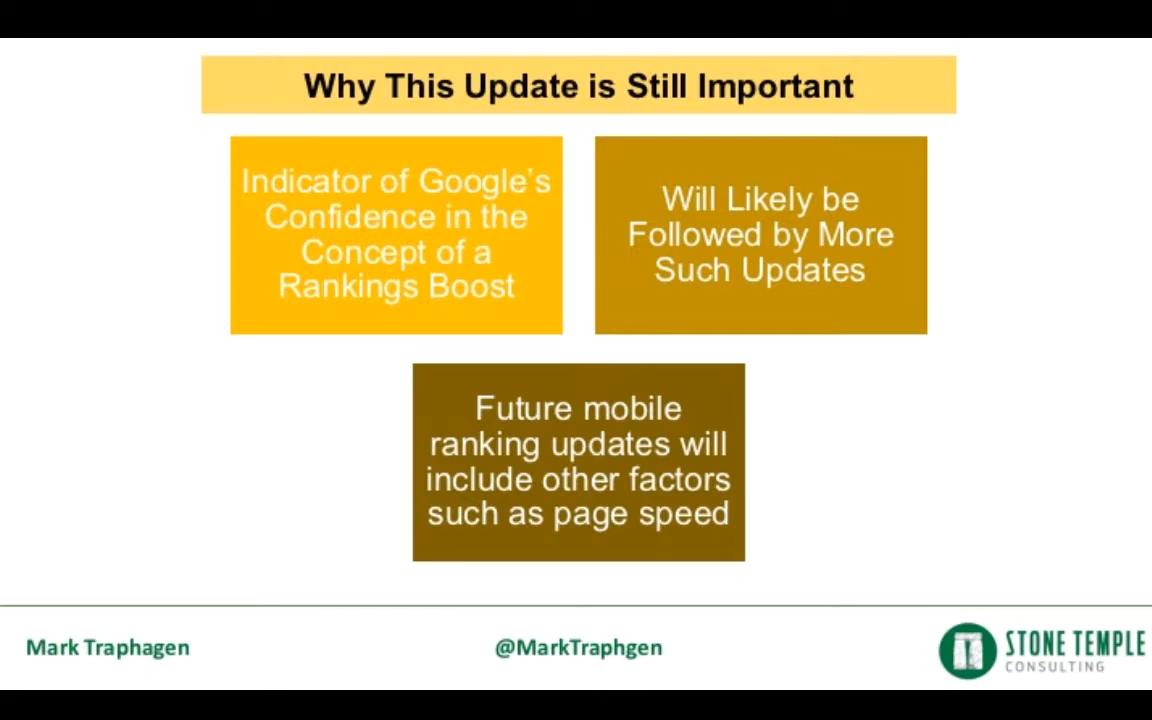 Why This Update is Still Important
Indicator of Google's
Confidence in the
Concept of a
Rankings Boost
Will Likely be
Followed by More
Such Updates
Future mobile
ranking updates will
include other factors
such as page speed
Mark Traphagen
@MarkTraphgen
STONE TEMPLE
CONSULTING